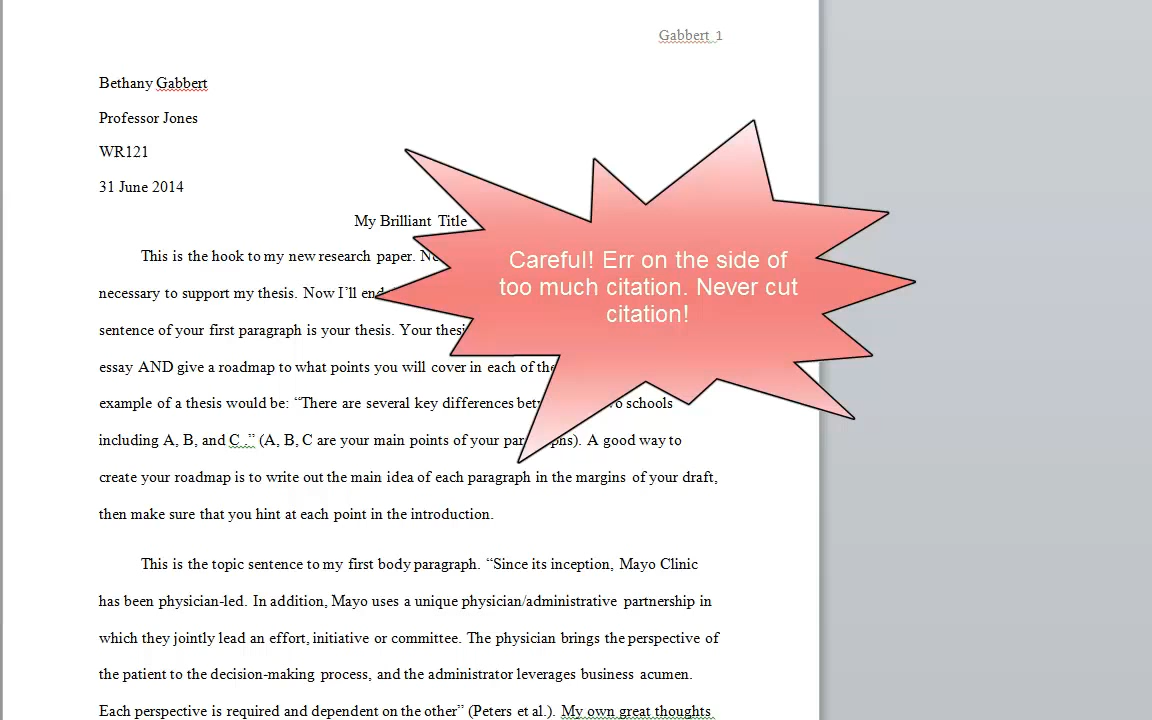 Gabbert 1
Bethany Gabbert
Professor Jones
WR121
31 June 2014
My Brilliant Title
This is the hook to my new research paper.
necessary to support my thesis. Now I’ll
sentence of your first paragraph is your thesis. Your
essay AND give a roadmap to what points you will cover in each of
example of a thesis would be: “There are several key differences schools
including A, B, and C .” (A, B, C are your main points of your A good way to
create your roadmap is to write out the main idea of each paragraph in the margins of your draft,
then make sure that you hint at each point in the introduction.
This is the topic sentence to my first body paragraph. “Since its inception, Mayo Clinic
has been physician-led. In addition, Mayo uses a unique physician/administrative partnership in
which they jointly lead an effort, initiative or committee. The physician brings the perspective of
the patient to the decision-making process, and the administrator leverages business acumen.
Each perspective is required and dependent on the other” (Peters et al.). My own great thoughts
Careful! Err on the side of
too much citation. Never cut
citation!